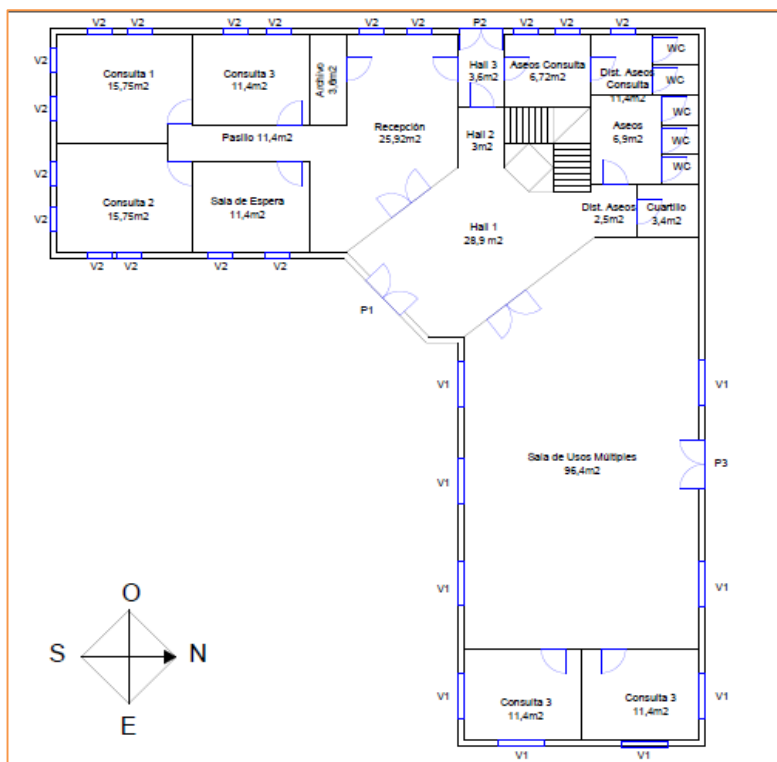 V2 V2 V2 V2 V2 P2 V2 V2 V2
V2
Consulta 1
15,75m2
Consulta 3
11,4m2
Archivo
3,6m2
Hall 3
3,6m2
Aseos Consulta
6,72m2
Dist. Aseos
Consulta
11,4m2
WC
WC
V2
Pasillo 11,4m2
Recepción
25,92m2
Hall 2
3m2
Aseos
6,9m2
WC
WC
WC
V2
Consulta 2
15,75m2
Sala de Espera
11,4m2
V2
Hall 1
28,9 m2
Dist. Aseos
2,5m2
Cuartillo
3,4m2
V2 V2 V2 V2
P1
V1
V1
Sala de Usos Múltiples
96,4m2
P3
V1
V1
V1
O
S
N
E
V1
Consulta 3
11,4m2
Consulta 3
11,4m2
V1
V1
V1